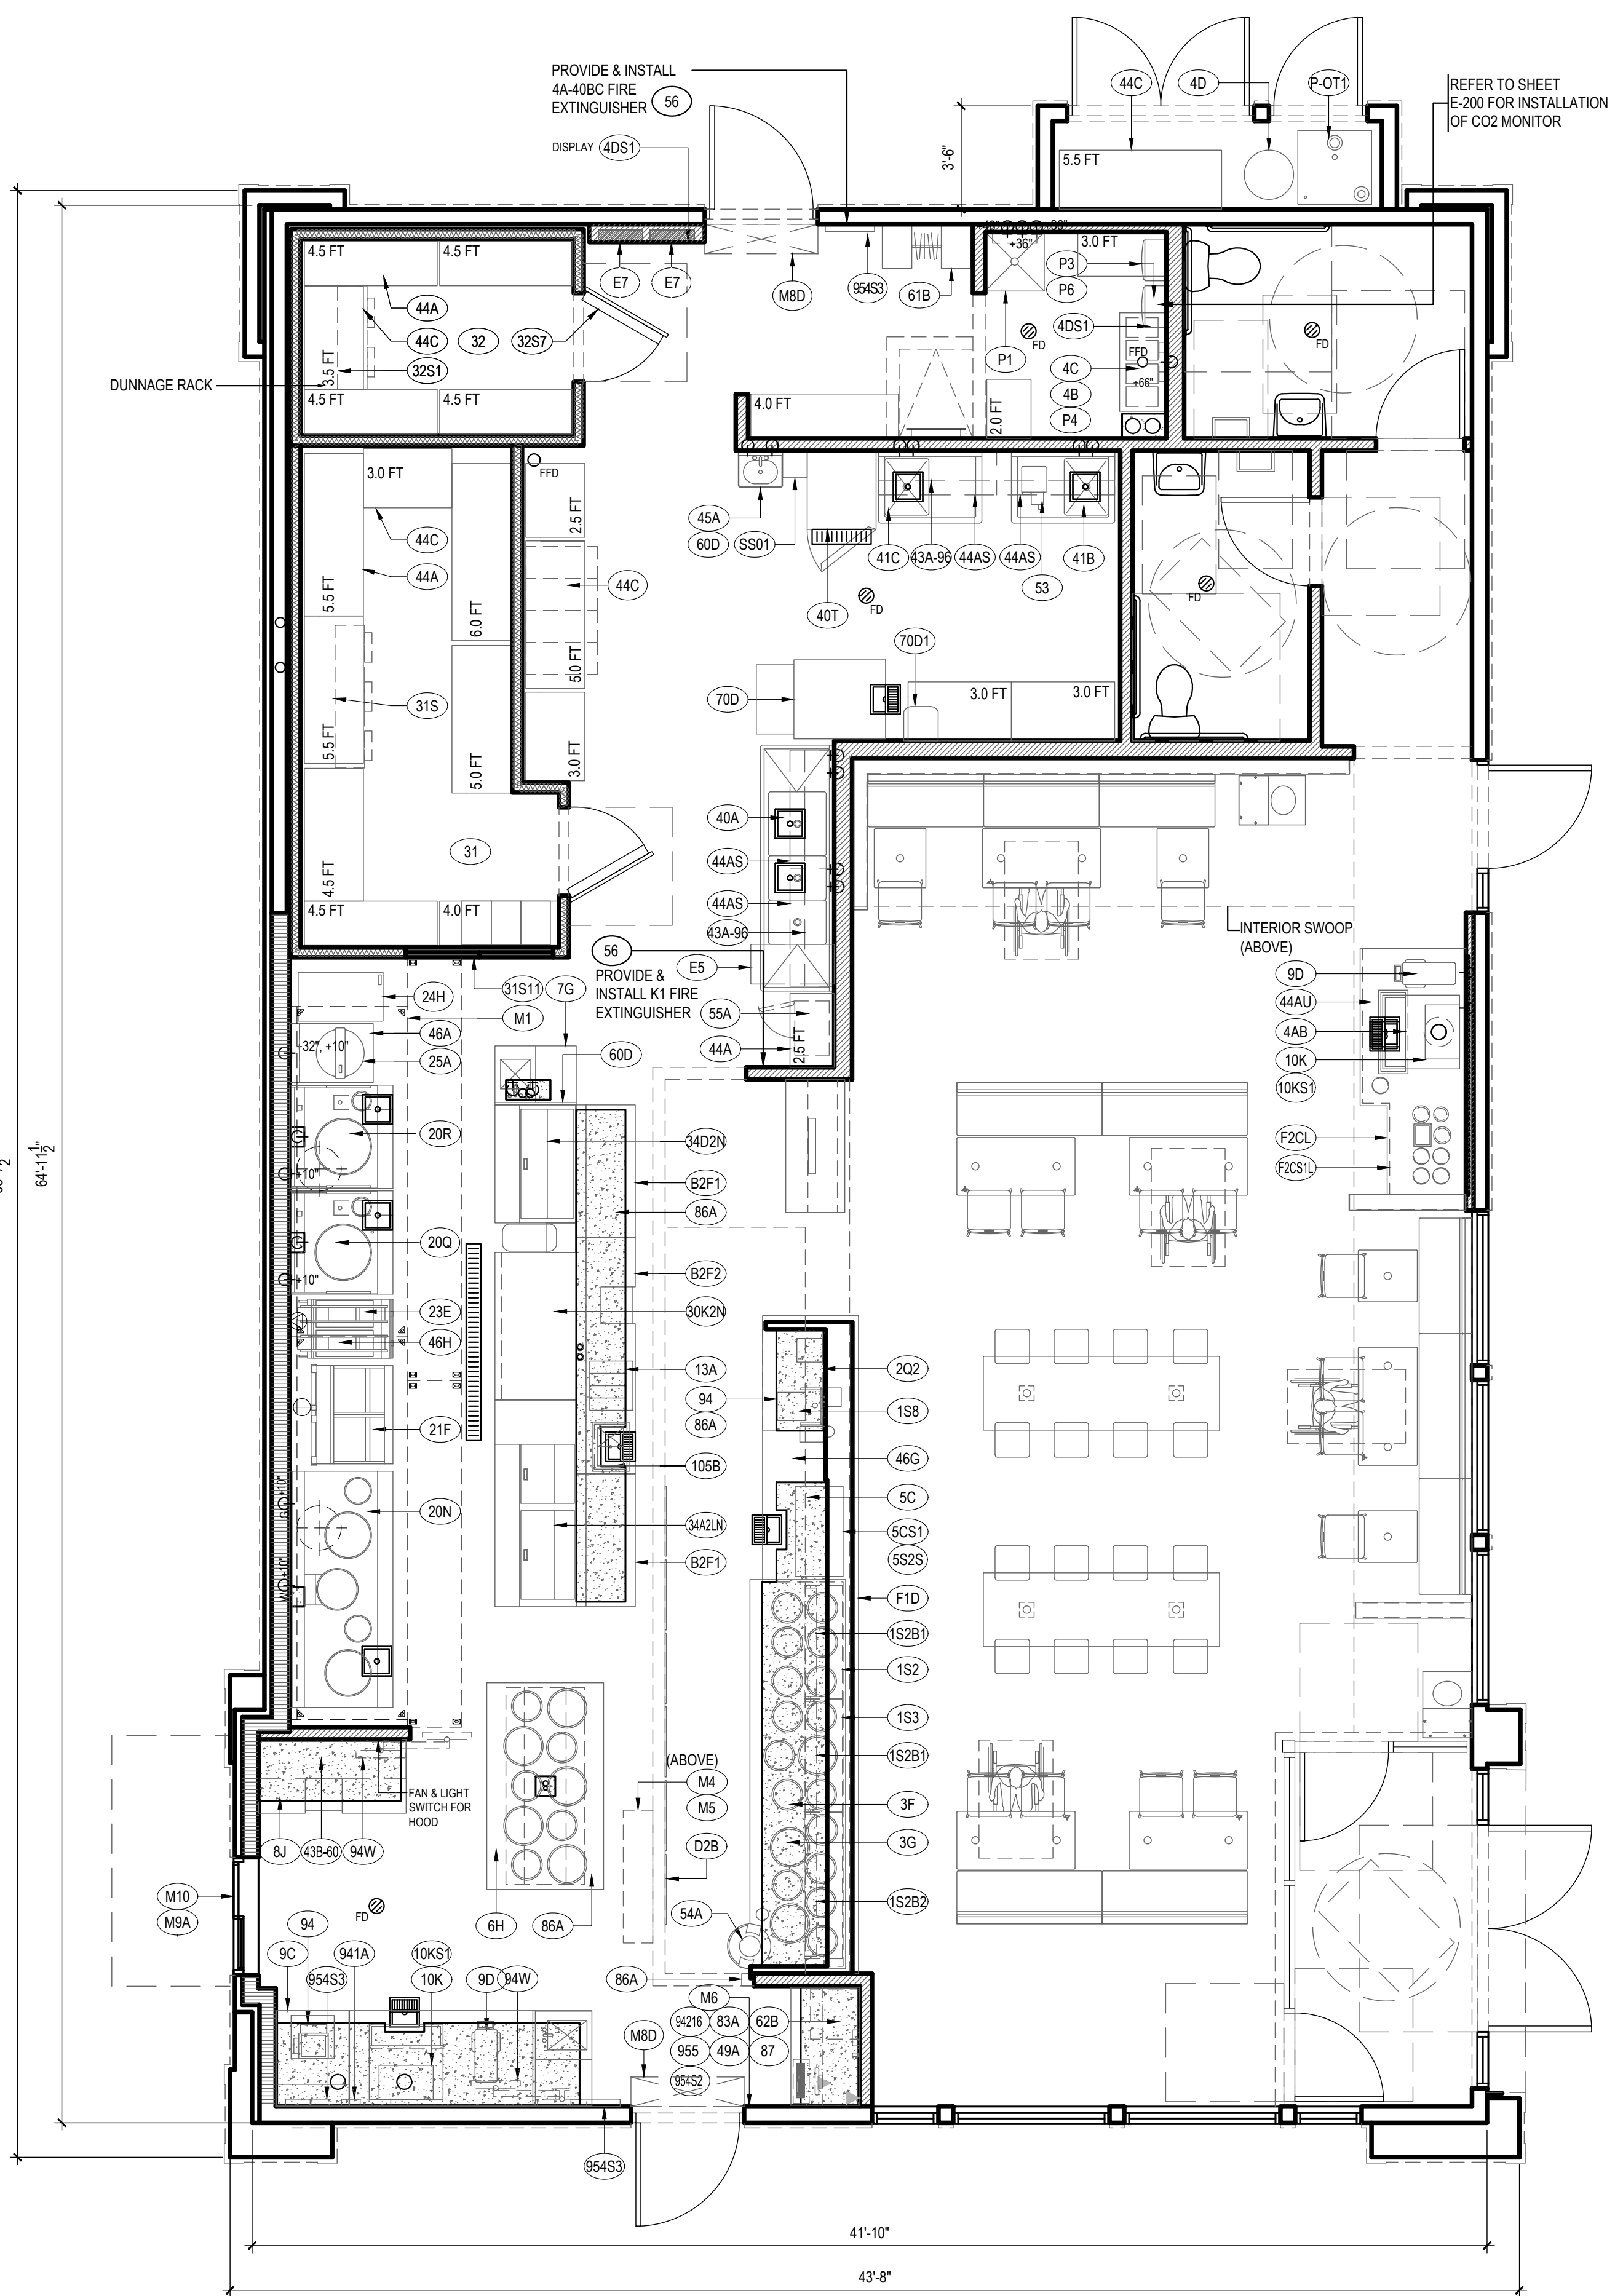 PROVIDE & INSTALL
4A-40BC FIRE
EXTINGUISHER
56
DISPLAY 4DS1
44C
4D
P-OT1
REFER TO SHEET
E-200 FOR INSTALLATION
OF CO2 MONITOR
3'-6"
5.5 FT
4.5 FT
4.5 FT
E7
E7
M8D
954S3
61B
+36"
3.0 FT
P3
P6
44A
44C
32
32S7
32S1
3.5 FT
DUNNAGE RACK
4.5 FT
4.5 FT
P1
FD
4DS1
FFD
4C
+66"
4B
P4
FD
4.0 FT
2.0 FT
3.0 FT
FFD
2.5 FT
44C
44A
5.5 FT
6.0 FT
44C
45A
60D
SS01
40T
41C
43A-96
44AS
44AS
53
41B
FD
FD
31S
5.5 FT
5.0 FT
5.0 FT
3.0 FT
70D1
70D
3.0 FT
3.0 FT
31
4.5 FT
4.5 FT
4.0 FT
40A
44AS
44AS
43A-96
E5
56
PROVIDE &
INSTALL K1 FIRE
EXTINGUISHER
55A
44A
2.5 FT
INTERIOR SWOOP
(ABOVE)
9D
44AU
4AB
10K
10KS1
F2CL
F2CS1L
24H
31S11
7G
M1
46A
25A
60D
+32", +10"
20R
+10"
20Q
+10"
23E
46H
21F
20N
64'-11 1/2"
34D2N
B2F1
86A
B2F2
30K2N
13A
94
86A
105B
34A2LN
B2F1
2Q2
1S8
46G
5C
5CS1
5S2S
F1D
1S2B1
1S2
1S3
1S2B1
3F
3G
1S2B2
(ABOVE)
M4
M5
D2B
FAN & LIGHT
SWITCH FOR
HOOD
8J
43B-60
94W
M10
M9A
FD
6H
86A
54A
94
9C
954S3
941A
10KS1
10K
9D
94W
86A
M6
94216
83A
62B
955
49A
87
954S2
M8D
954S3
41'-10"
43'-8"